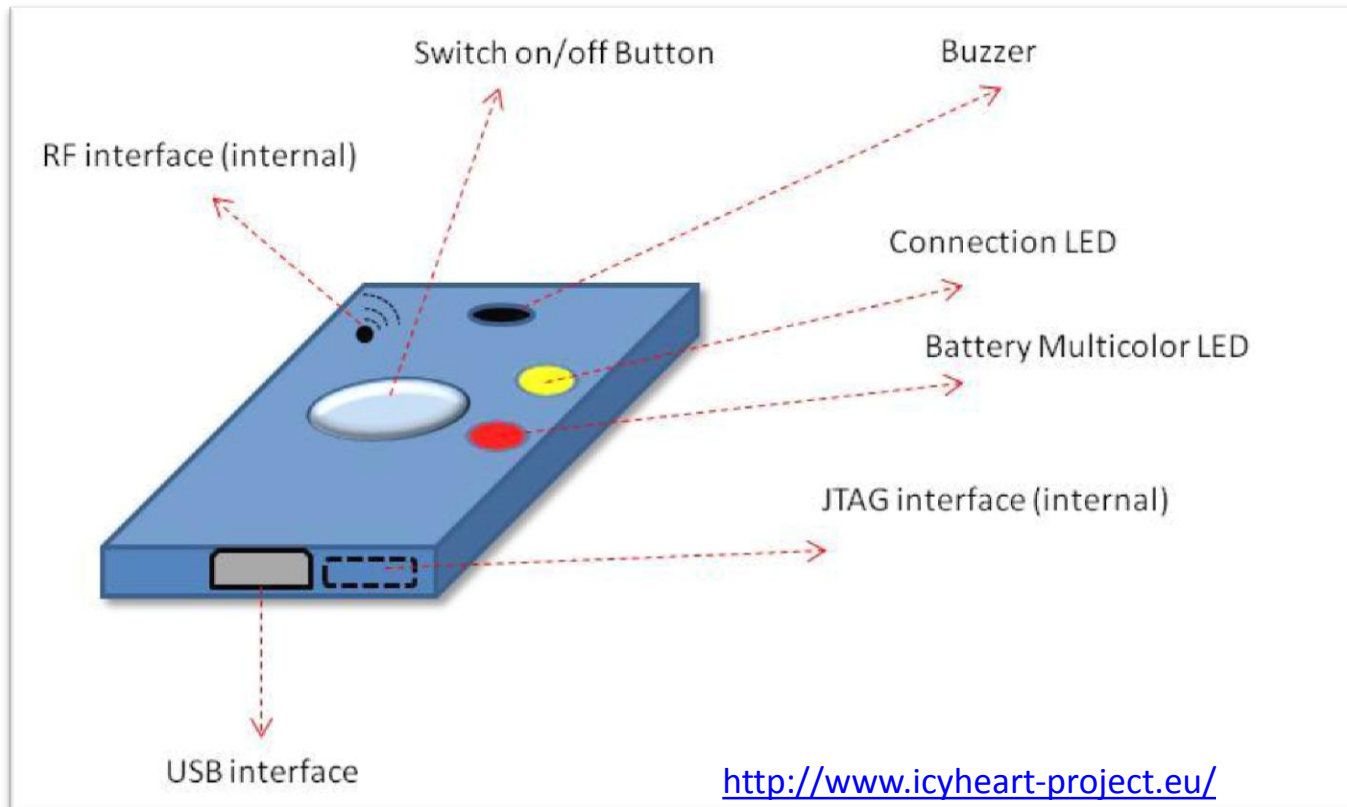 Switch on/off Button
Buzzer
RF interface (internal)
Connection LED
Battery Multicolor LED
JTAG interface (internal)
USB interface
http://www.icyheart-project.eu/